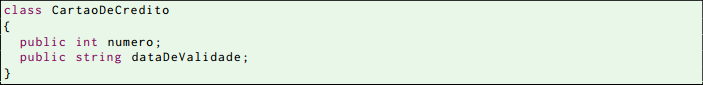 class CartaoDeCredito
{
  public int numero;
  public string dataDeValidade;
}